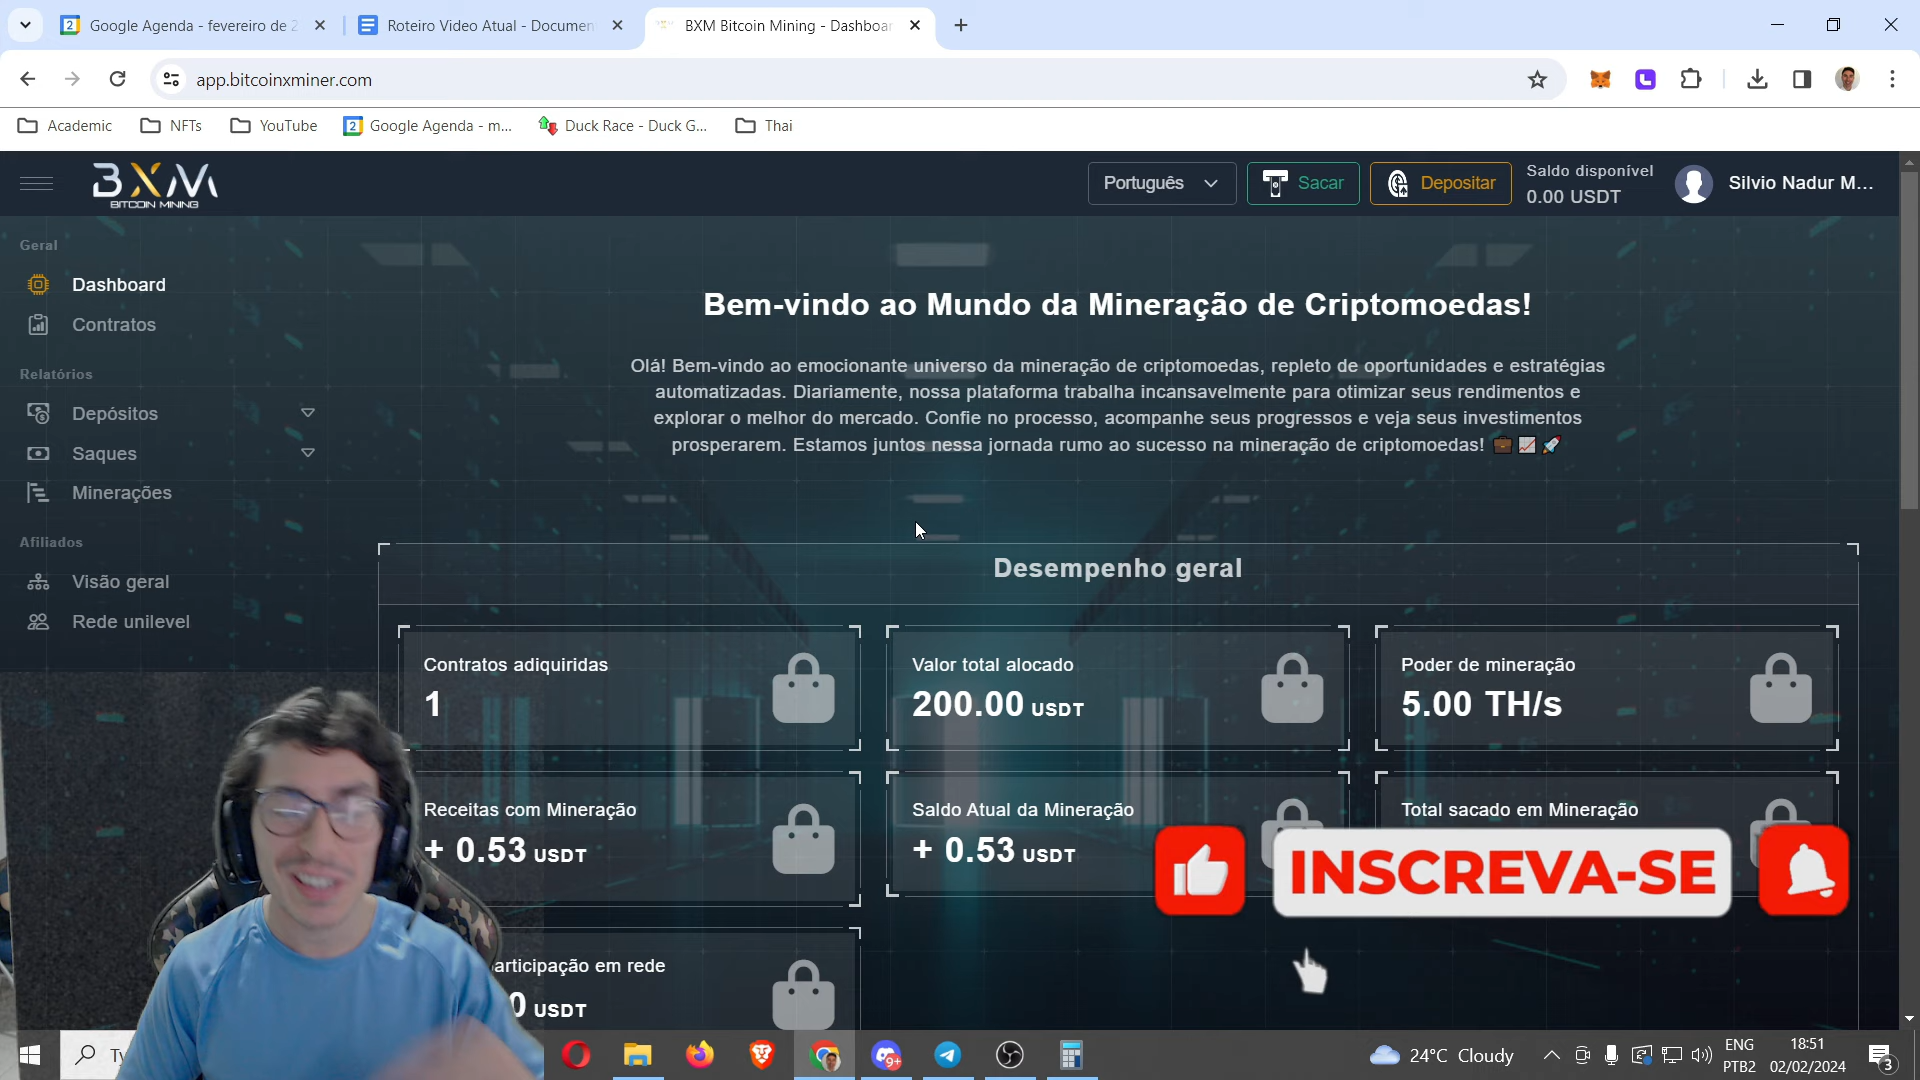 Google Agenda - fevereiro de 2
Roteiro Video Atual - Documen
BXM Bitcoin Mining - Dashboar
app.bitcoinxminer.com
Academic
NFTs
YouTube
Google Agenda - m...
Duck Race - Duck G...
Thai
BXM
BITCOIN MINING
Português
Sacar
Depositar
Saldo disponível
0.00 USDT
Silvio Nadur M...
Geral
Dashboard
Contratos
Relatórios
Depósitos
Saques
Minerações
Afiliados
Visão geral
Rede unilevel
Bem-vindo ao Mundo da Mineração de Criptomoedas!
Olá! Bem-vindo ao emocionante universo da mineração de criptomoedas, repleto de oportunidades e estratégias
automatizadas. Diariamente, nossa plataforma trabalha incansavelmente para otimizar seus rendimentos e
explorar o melhor do mercado. Confie no processo, acompanhe seus progressos e veja seus investimentos
prosperarem. Estamos juntos nessa jornada rumo ao sucesso na mineração de criptomoedas! 💼📈🚀
Desempenho geral
Contratos adiquiridas
1
Valor total alocado
200.00 USDT
Poder de mineração
5.00 TH/s
Receitas com Mineração
+ 0.53 USDT
Saldo Atual da Mineração
+ 0.53 USDT
Total sacado em Mineração
INSCREVA-SE
articipação em rede
0 USDT
Ty
9+
24°C Cloudy
ENG
PTB2
18:51
02/02/2024
3